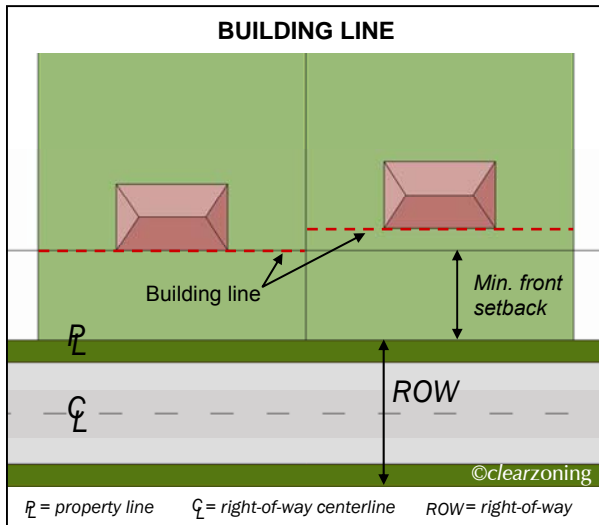 BUILDING LINE
Building line
Min. front
setback
PL
CL
ROW
©clearzoning
PL = property line CL = right-of-way centerline ROW = right-of-way